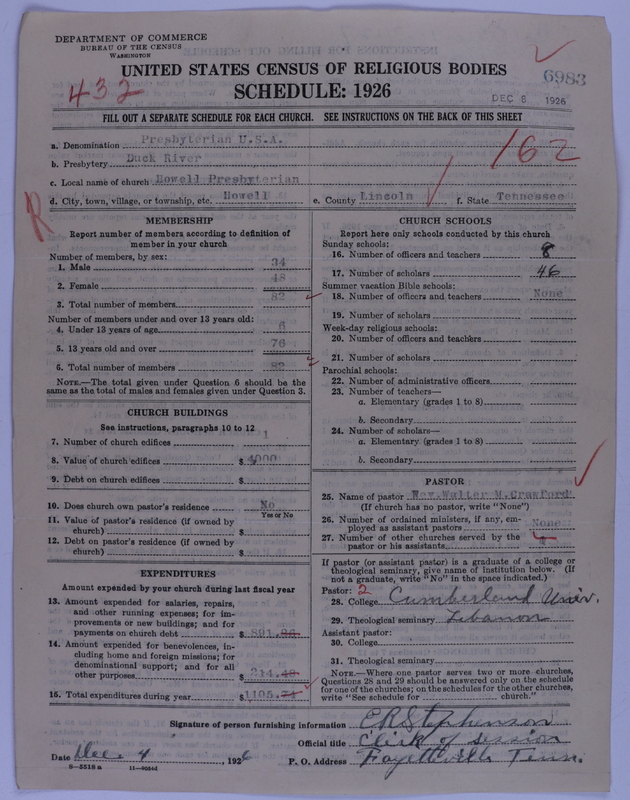 DEPARTMENT OF COMMERCE
BUREAU OF THE CENSUS
WASHINGTON
UNITED STATES CENSUS OF RELIGIOUS BODIES
SCHEDULE: 1926
432
6983
DEC 8 1926
FILL OUT A SEPARATE SCHEDULE FOR EACH CHURCH. SEE INSTRUCTIONS ON THE BACK OF THIS SHEET
162
a. Denomination Presbyterian U.S.A.
b. Presbytery Duck River
c. Local name of church Howell Presbyterian
d. City, town, village, or township, etc. Howell e. County Lincoln f. State Tennessee
R
MEMBERSHIP
Report number of members according to definition of
member in your church
Number of members, by sex:
1. Male 34
2. Female 48
3. Total number of members 82
Number of members under and over 13 years old:
4. Under 13 years of age 6
5. 13 years old and over 76
6. Total number of members 82
NOTE.—The total given under Question 6 should be the
same as the total of males and females given under Question 3.
CHURCH BUILDINGS
See instructions, paragraphs 10 to 12
7. Number of church edifices 1
8. Value of church edifices $ 4000
9. Debt on church edifices $
10. Does church own pastor's residence No
Yes or No
11. Value of pastor's residence (if owned by
church) $
12. Debt on pastor's residence (if owned by
church) $
EXPENDITURES
Amount expended by your church during last fiscal year
13. Amount expended for salaries, repairs,
and other running expenses; for im-
provements or new buildings; and for
payments on church debt $ 891.26
14. Amount expended for benevolences, in-
cluding home and foreign missions; for
denominational support; and for all
other purposes $ 214.48
15. Total expenditures during year $ 1105.74
CHURCH SCHOOLS
Report here only schools conducted by this church
Sunday schools:
16. Number of officers and teachers 8
17. Number of scholars 46
Summer vacation Bible schools:
18. Number of officers and teachers None
19. Number of scholars
Week-day religious schools:
20. Number of officers and teachers
21. Number of scholars
Parochial schools:
22. Number of administrative officers
23. Number of teachers—
a. Elementary (grades 1 to 8)
b. Secondary
24. Number of scholars—
a. Elementary (grades 1 to 8)
b. Secondary
PASTOR
25. Name of pastor Rev. Walter M. Crawford
(If church has no pastor, write "None")
26. Number of ordained ministers, if any, em-
ployed as assistant pastors None
27. Number of other churches served by the
pastor or his assistants 4
If pastor (or assistant pastor) is a graduate of a college or
theological seminary, give name of institution below. (If
not a graduate, write "No" in the space indicated.)
Pastor: 2
28. College Cumberland Univ.
29. Theological seminary Lebanon
Assistant pastor:
30. College
31. Theological seminary
NOTE.—Where one pastor serves two or more churches,
Questions 28 and 29 should be answered only on the schedule
for one of the churches; on the schedules for the other churches,
write "See schedule for church."
Signature of person furnishing information C R Stephenson
Official title Clerk of Session
Date Dec. 4, 1926 P. O. Address Fayetteville Tenn.
8—5518 a